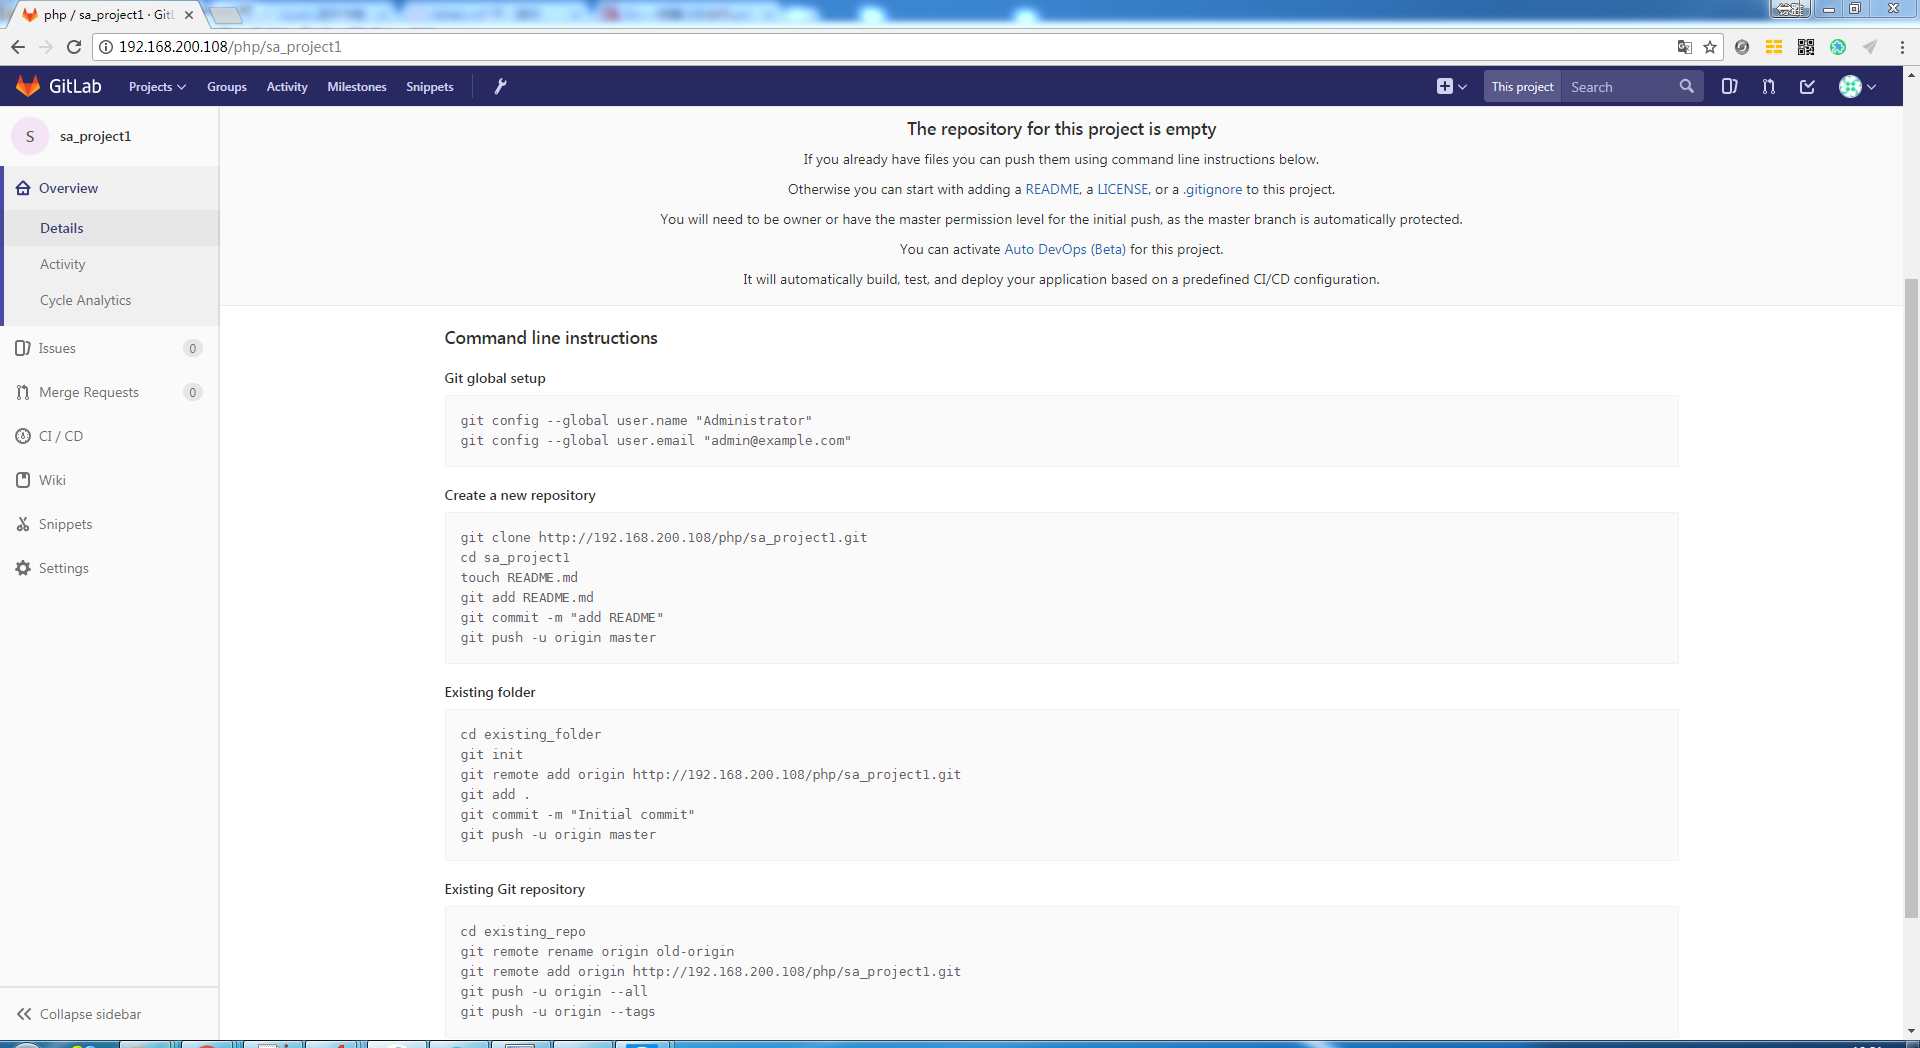 php / sa_project1 · GitL
192.168.200.108/php/sa_project1
GitLab
Projects
Groups
Activity
Milestones
Snippets
This project
Search
S
sa_project1
Overview
Details
Activity
Cycle Analytics
Issues
0
Merge Requests
0
CI / CD
Wiki
Snippets
Settings
Collapse sidebar
The repository for this project is empty
If you already have files you can push them using command line instructions below.
Otherwise you can start with adding a README, a LICENSE, or a .gitignore to this project.
You will need to be owner or have the master permission level for the initial push, as the master branch is automatically protected.
You can activate Auto DevOps (Beta) for this project.
It will automatically build, test, and deploy your application based on a predefined CI/CD configuration.
Command line instructions
Git global setup
git config --global user.name "Administrator"
git config --global user.email "admin@example.com"
Create a new repository
git clone http://192.168.200.108/php/sa_project1.git
cd sa_project1
touch README.md
git add README.md
git commit -m "add README"
git push -u origin master
Existing folder
cd existing_folder
git init
git remote add origin http://192.168.200.108/php/sa_project1.git
git add .
git commit -m "Initial commit"
git push -u origin master
Existing Git repository
cd existing_repo
git remote rename origin old-origin
git remote add origin http://192.168.200.108/php/sa_project1.git
git push -u origin --all
git push -u origin --tags